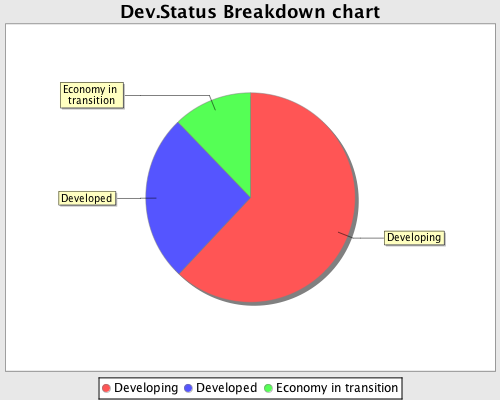 Dev.Status Breakdown chart
Economy in
transition
Developed
Developing
Developing Developed Economy in transition